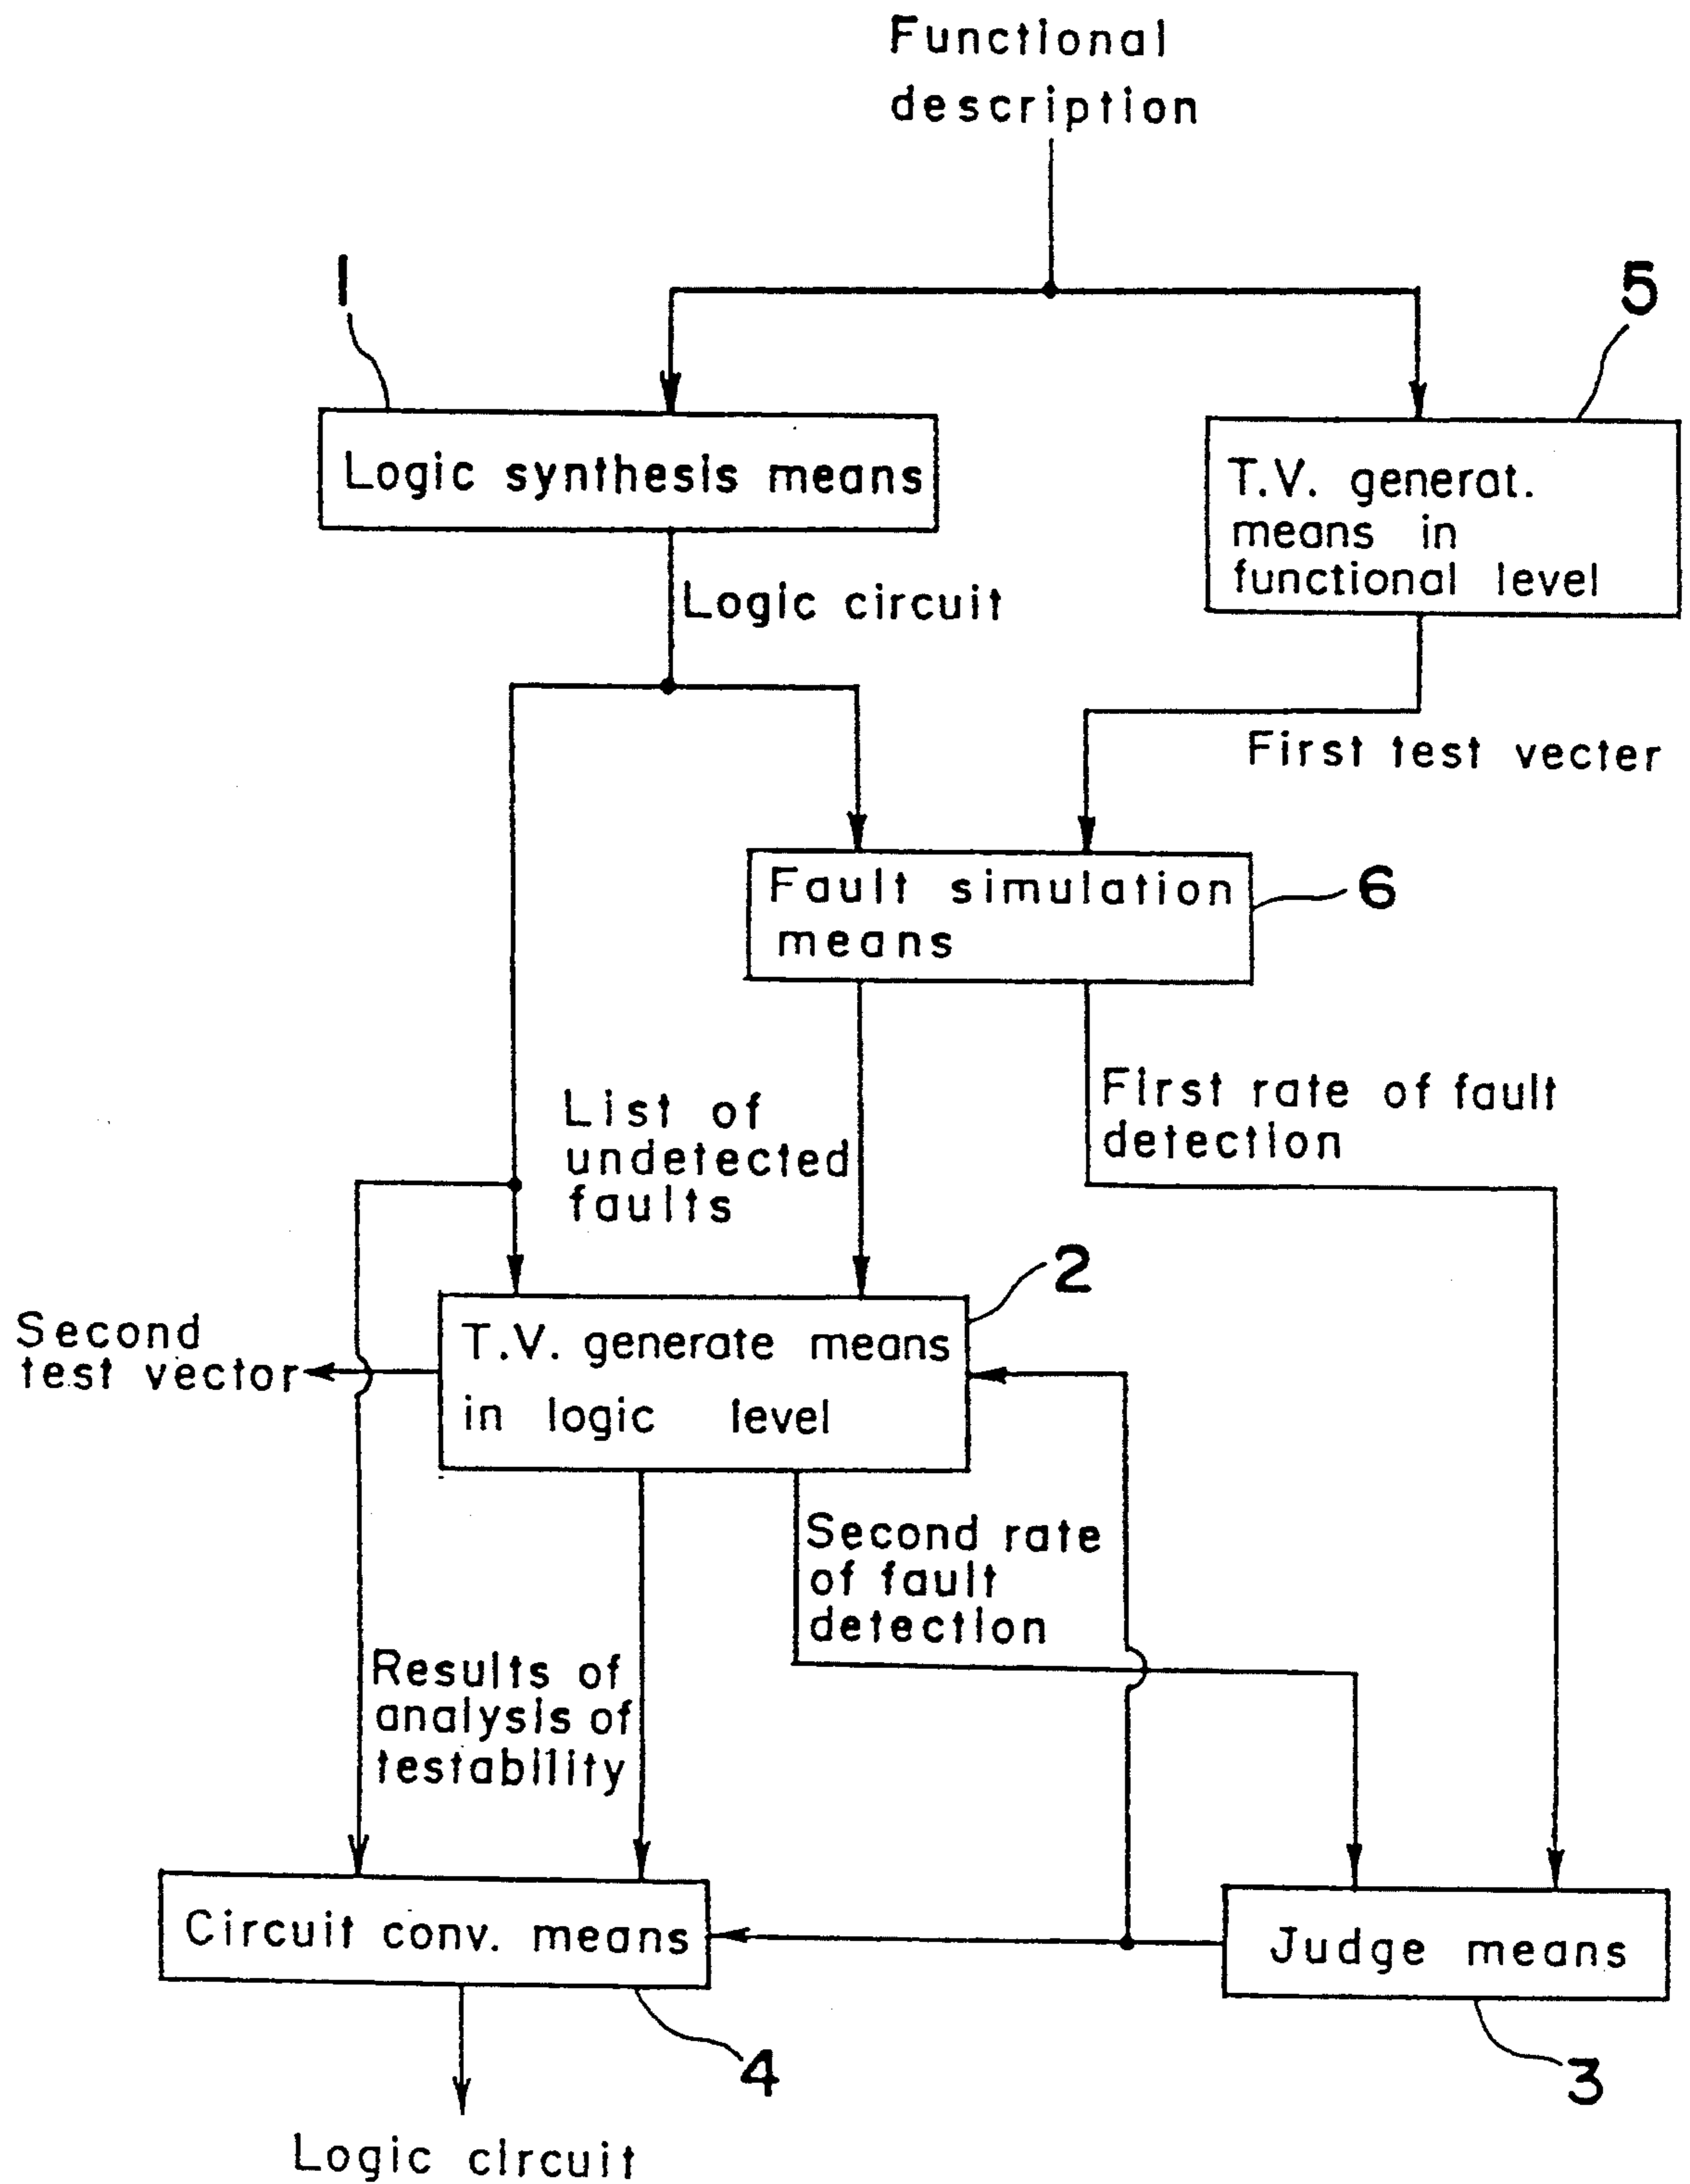 Functional
description
1
5
Logic synthesis means
T.V. generat.
means in
functional level
Logic circuit
First test vecter
Fault simulation
means
6
First rate of fault
detection
List of
undetected
faults
2
Second
test vector
T.V. generate means
in logic level
Second rate
of fault
detection
Results of
analysis of
testability
Circuit conv. means
Judge means
4
3
Logic circuit